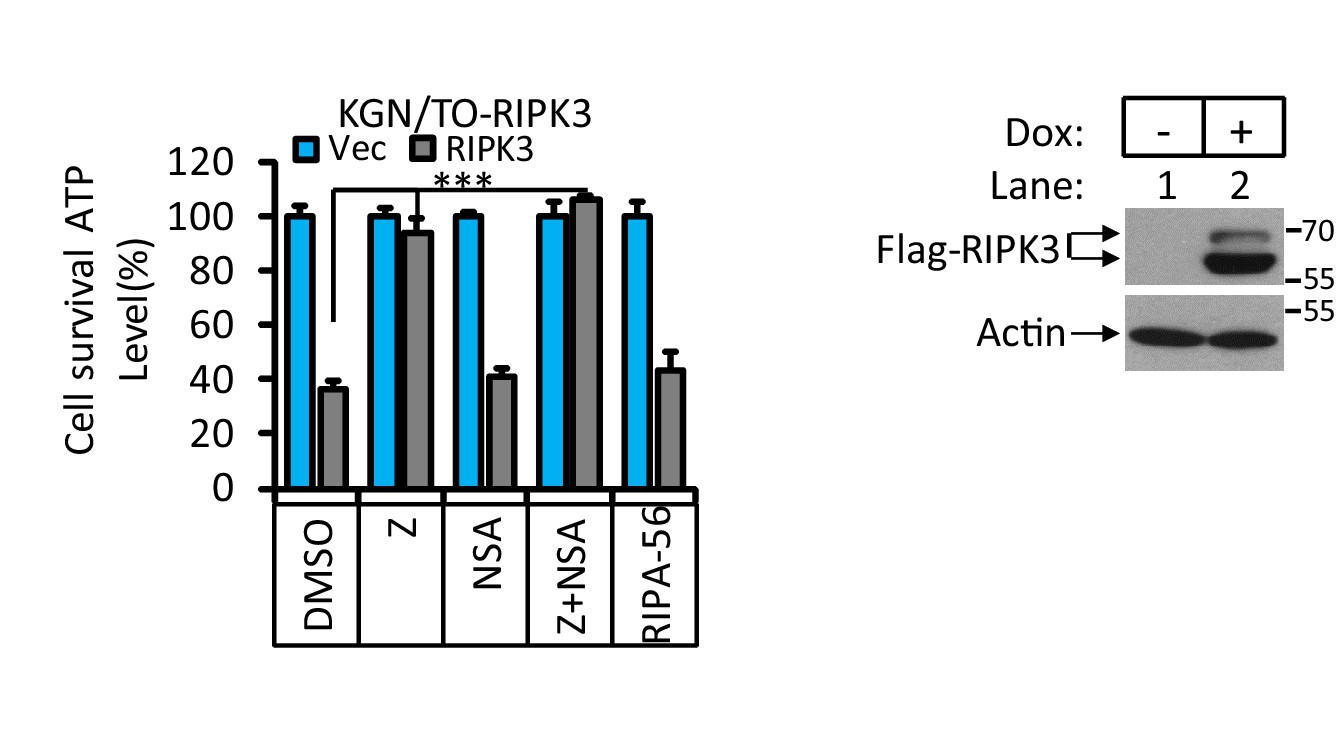 KGN/TO-RIPK3
Vec RIPK3
***
Cell survival ATP
Level(%)
120
100
80
60
40
20
0
DMSO
Z
NSA
Z+NSA
RIPA-56
Dox: - +
Lane: 1 2
Flag-RIPK3
70
55
Actin
55